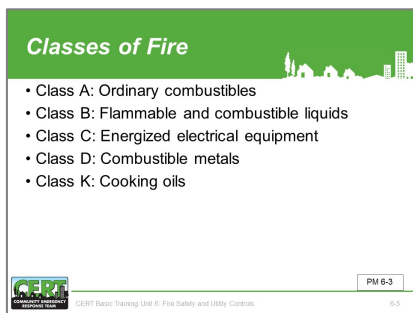 Classes of Fire
• Class A: Ordinary combustibles
• Class B: Flammable and combustible liquids
• Class C: Energized electrical equipment
• Class D: Combustible metals
• Class K: Cooking oils
PM 6-3
CERT
COMMUNITY EMERGENCY
RESPONSE TEAM
CERT Basic Training Unit 6: Fire Safety and Utility Controls
6-5